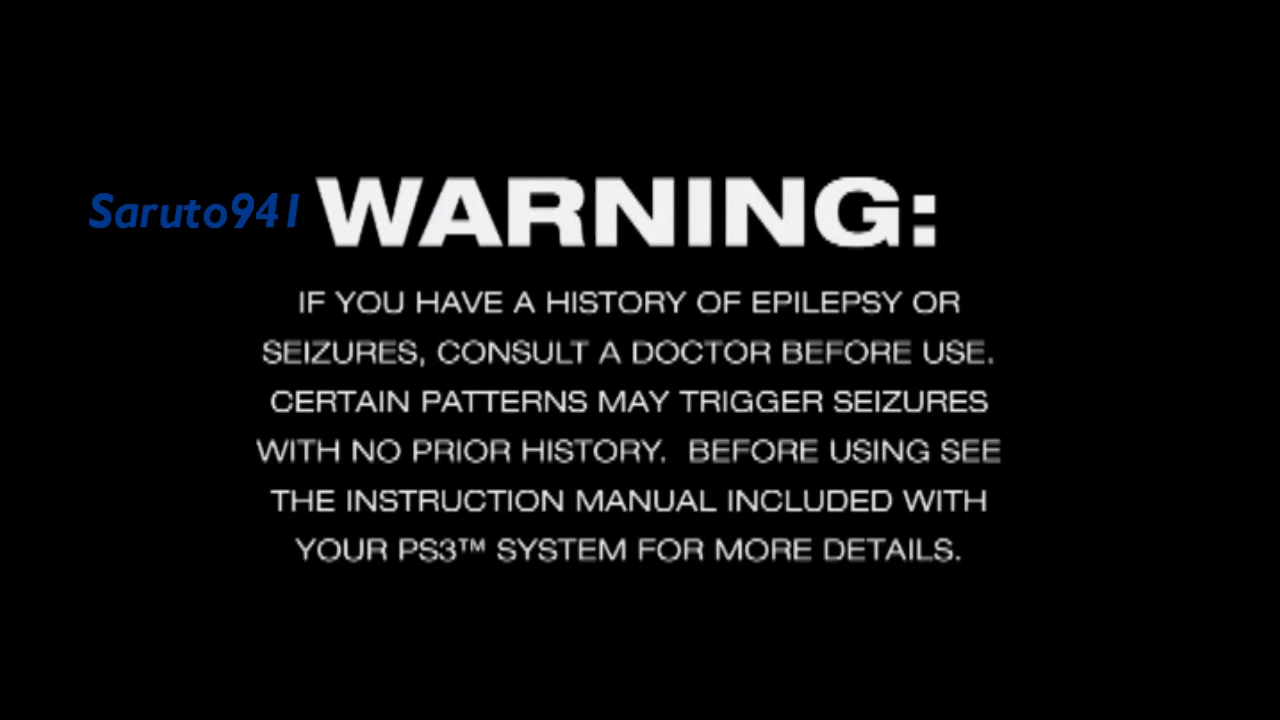 Saruto941
WARNING:
IF YOU HAVE A HISTORY OF EPILEPSY OR
SEIZURES, CONSULT A DOCTOR BEFORE USE.
CERTAIN PATTERNS MAY TRIGGER SEIZURES
WITH NO PRIOR HISTORY.  BEFORE USING SEE
THE INSTRUCTION MANUAL INCLUDED WITH
YOUR PS3™ SYSTEM FOR MORE DETAILS.